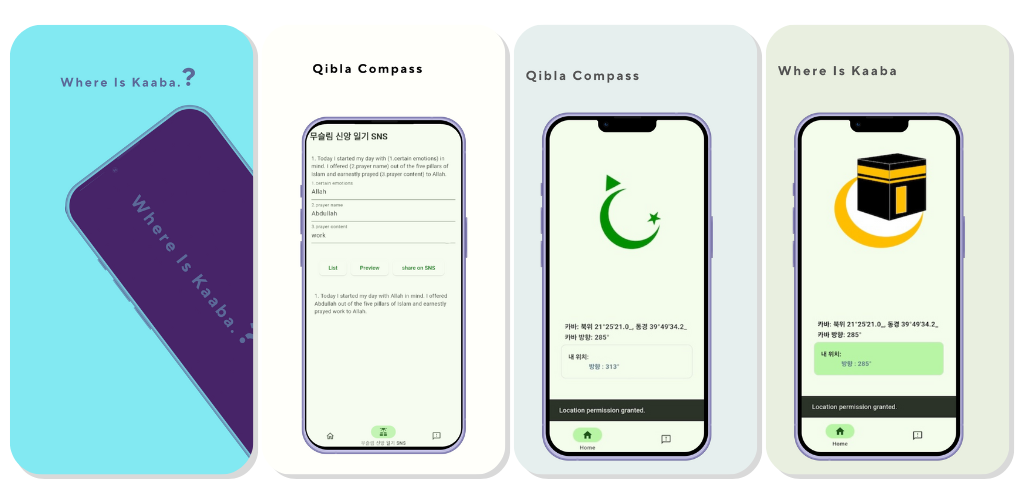 Where Is Kaaba.?
Where Is Kaaba.?
Qibla Compass
무슬림 신앙 일기 SNS
1. Today I started my day with (1.certain emotions) in
mind. I offered (2.prayer name) out of the five pillars of
Islam and earnestly prayed (3.prayer content) to Allah.
1.certain emotions
Allah
2.prayer name
Abdullah
3.prayer content
work
List
Preview
share on SNS
1. Today I started my day with Allah in mind. I offered
Abdullah out of the five pillars of Islam and earnestly
prayed work to Allah.
무슬림 신앙 일기 SNS
Qibla Compass
카바: 북위 21°25'21.0_, 동경 39°49'34.2_
카바 방향: 285°
내 위치:
방향 : 313°
Location permission granted.
Home
Where Is Kaaba
카바: 북위 21°25'21.0_, 동경 39°49'34.2_
카바 방향: 285°
내 위치:
방향 : 285°
Location permission granted.
Home